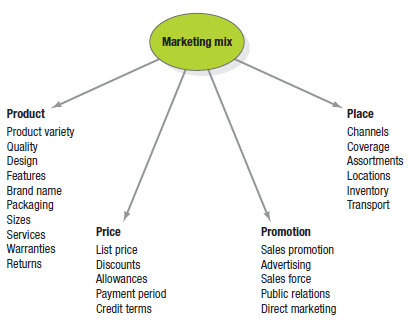 Marketing mix
Product
Product variety
Quality
Design
Features
Brand name
Packaging
Sizes
Services
Warranties
Returns
Price
List price
Discounts
Allowances
Payment period
Credit terms
Promotion
Sales promotion
Advertising
Sales force
Public relations
Direct marketing
Place
Channels
Coverage
Assortments
Locations
Inventory
Transport